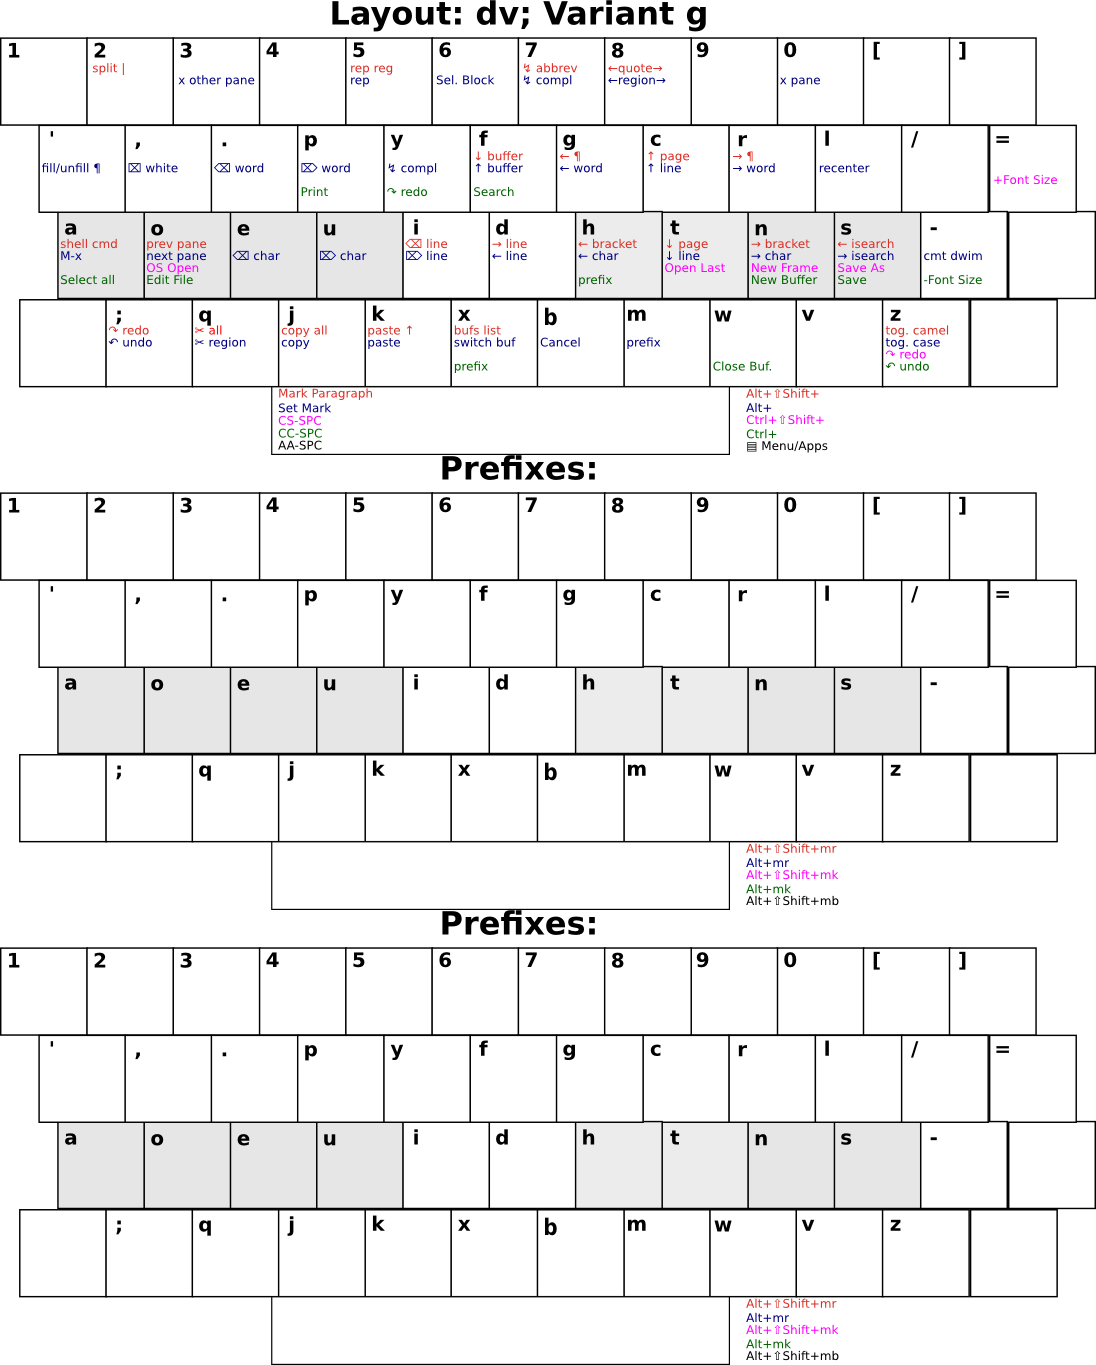 Layout: dv; Variant g
1 2 3 4 5 6 7 8 9 0 [ ]
split | rep reg ↯ abbrev ←quote→
x other pane rep Sel. Block ↯ compl ←region→ x pane
' , . p y f g c r l / =
↓ buffer ← ¶ ↑ page → ¶
fill/unfill ¶ ⌧ white ⌫ word ⌦ word ↯ compl ↑ buffer ← word ↑ line → word recenter
+Font Size
Print ↷ redo Search
a o e u i d h t n s -
shell cmd prev pane ⌫ line → line ← bracket ↓ page → bracket ← isearch
M-x next pane ⌫ char ⌦ char ⌦ line ← line ← char ↓ line → char → isearch cmt dwim
OS Open Open Last New Frame Save As
Select all Edit File prefix New Buffer Save -Font Size
; q j k x b m w v z
↷ redo ✂ all copy all paste ↑ bufs list tog. camel
↶ undo ✂ region copy paste switch buf Cancel prefix tog. case
↷ redo
prefix Close Buf. ↶ undo
Mark Paragraph Alt+⇧Shift+
Set Mark Alt+
CS-SPC Ctrl+⇧Shift+
CC-SPC Ctrl+
AA-SPC ▤ Menu/Apps
Prefixes:
1 2 3 4 5 6 7 8 9 0 [ ]
' , . p y f g c r l / =
a o e u i d h t n s -
; q j k x b m w v z
Alt+⇧Shift+mr
Alt+mr
Alt+⇧Shift+mk
Alt+mk
Alt+⇧Shift+mb
Prefixes:
1 2 3 4 5 6 7 8 9 0 [ ]
' , . p y f g c r l / =
a o e u i d h t n s -
; q j k x b m w v z
Alt+⇧Shift+mr
Alt+mr
Alt+⇧Shift+mk
Alt+mk
Alt+⇧Shift+mb